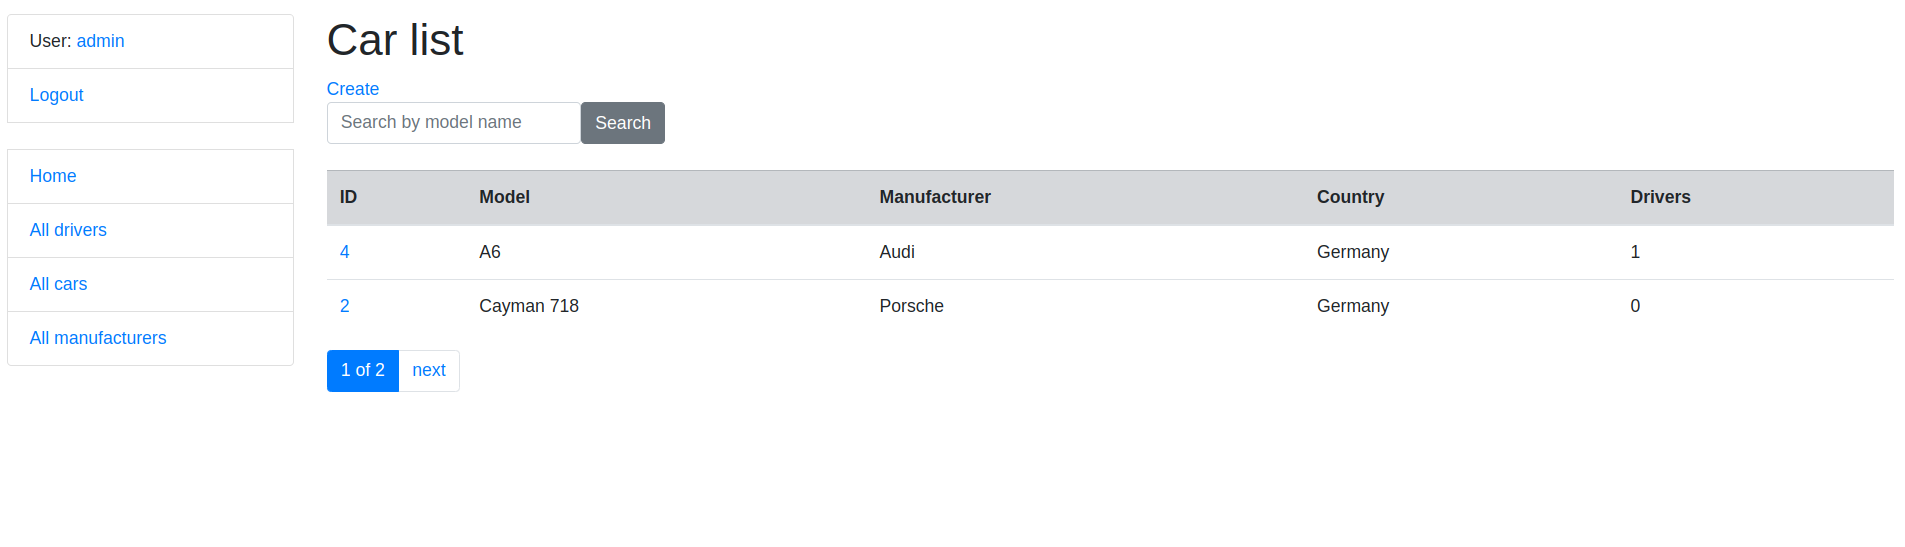 User: admin
Logout
Home
All drivers
All cars
All manufacturers
Car list
Create
Search by model name Search
ID Model Manufacturer Country Drivers
4 A6 Audi Germany 1
2 Cayman 718 Porsche Germany 0
1 of 2 next